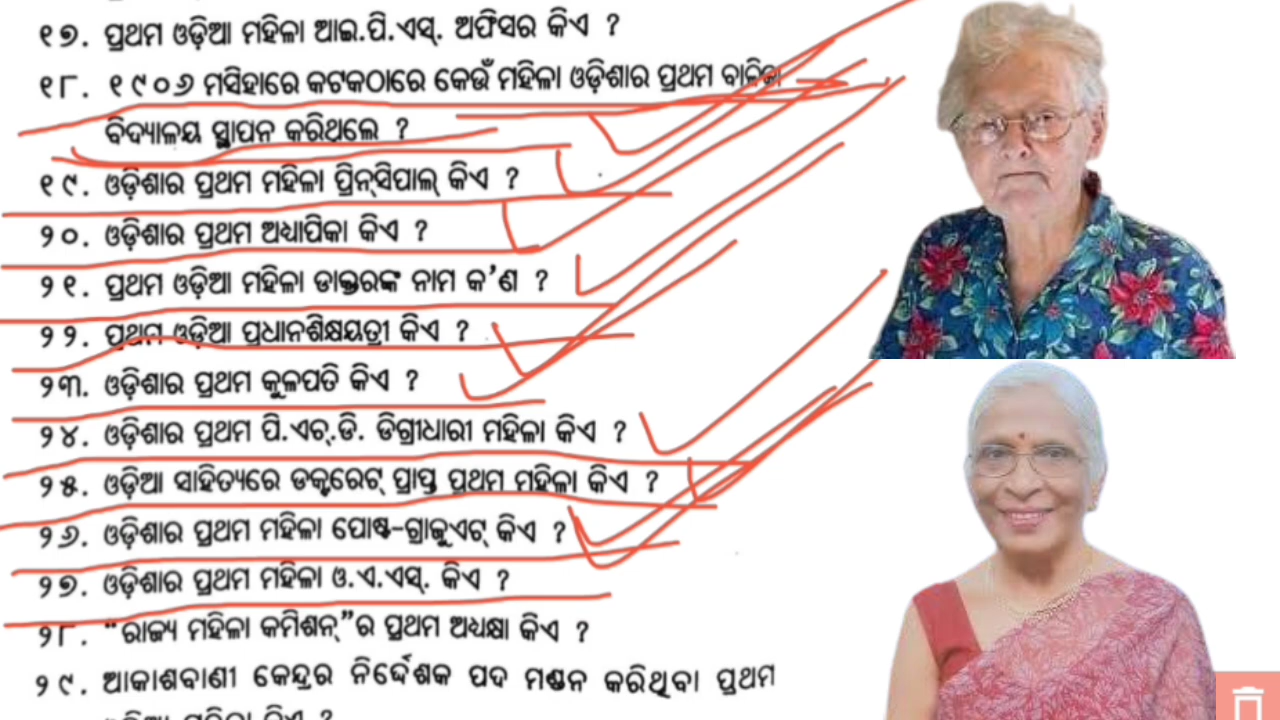 ୧୭. ପ୍ରଥମ ଓଡ଼ିଆ ମହିଳା ଆଇ.ପି.ଏସ୍. ଅଫିସର କିଏ ?
୧୮. ୧୯୦୬ ମସିହାରେ କଟକଠାରେ କେଉଁ ମହିଳା ଓଡ଼ିଶାର ପ୍ରଥମ ବାଳିକା
ବିଦ୍ୟାଳୟ ସ୍ଥାପନ କରିଥିଲେ ?
୧୯. ଓଡ଼ିଶାର ପ୍ରଥମ ମହିଳା ପ୍ରିନ୍‌ସିପାଲ୍ କିଏ ?
୨୦. ଓଡ଼ିଶାର ପ୍ରଥମ ଅଧ୍ୟାପିକା କିଏ ?
୨୧. ପ୍ରଥମ ଓଡ଼ିଆ ମହିଳା ଡାକ୍ତରଙ୍କ ନାମ କ'ଣ ?
୨୨. ପ୍ରଥମ ଓଡ଼ିଆ ପ୍ରଧାନଶିକ୍ଷୟତ୍ରୀ କିଏ ?
୨୩. ଓଡ଼ିଶାର ପ୍ରଥମ କୁଳପତି କିଏ ?
୨୪. ଓଡ଼ିଶାର ପ୍ରଥମ ପି.ଏଚ୍.ଡି. ଡିଗ୍ରୀଧାରୀ ମହିଳା କିଏ ?
୨୫. ଓଡ଼ିଆ ସାହିତ୍ୟରେ ଡକ୍ଟରେଟ୍ ପ୍ରାପ୍ତ ପ୍ରଥମ ମହିଳା କିଏ ?
୨୬. ଓଡ଼ିଶାର ପ୍ରଥମ ମହିଳା ପୋଷ୍ଟ-ଗ୍ରାଜୁଏଟ୍ କିଏ ?
୨୭. ଓଡ଼ିଶାର ପ୍ରଥମ ମହିଳା ଓ.ଏ.ଏସ୍. କିଏ ?
୨୮. "ରାଜ୍ୟ ମହିଳା କମିଶନ୍"ର ପ୍ରଥମ ଅଧ୍ୟକ୍ଷା କିଏ ?
୨୯. ଆକାଶବାଣୀ କେନ୍ଦ୍ରର ନିର୍ଦ୍ଦେଶକ ପଦ ମଣ୍ଡନ କରିଥିବା ପ୍ରଥମ